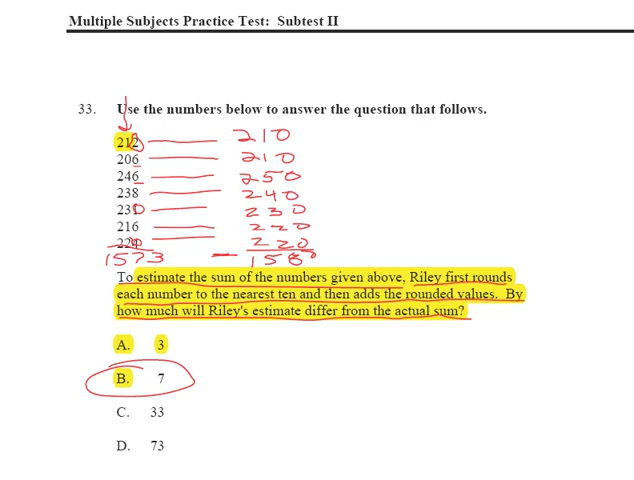 Multiple Subjects Practice Test: Subtest II
33. Use the numbers below to answer the question that follows.
212 210
206 210
246 250
238 240
231 230
216 220
224 220
1573 - 1580
To estimate the sum of the numbers given above, Riley first rounds
each number to the nearest ten and then adds the rounded values. By
how much will Riley's estimate differ from the actual sum?
A. 3
B. 7
C. 33
D. 73